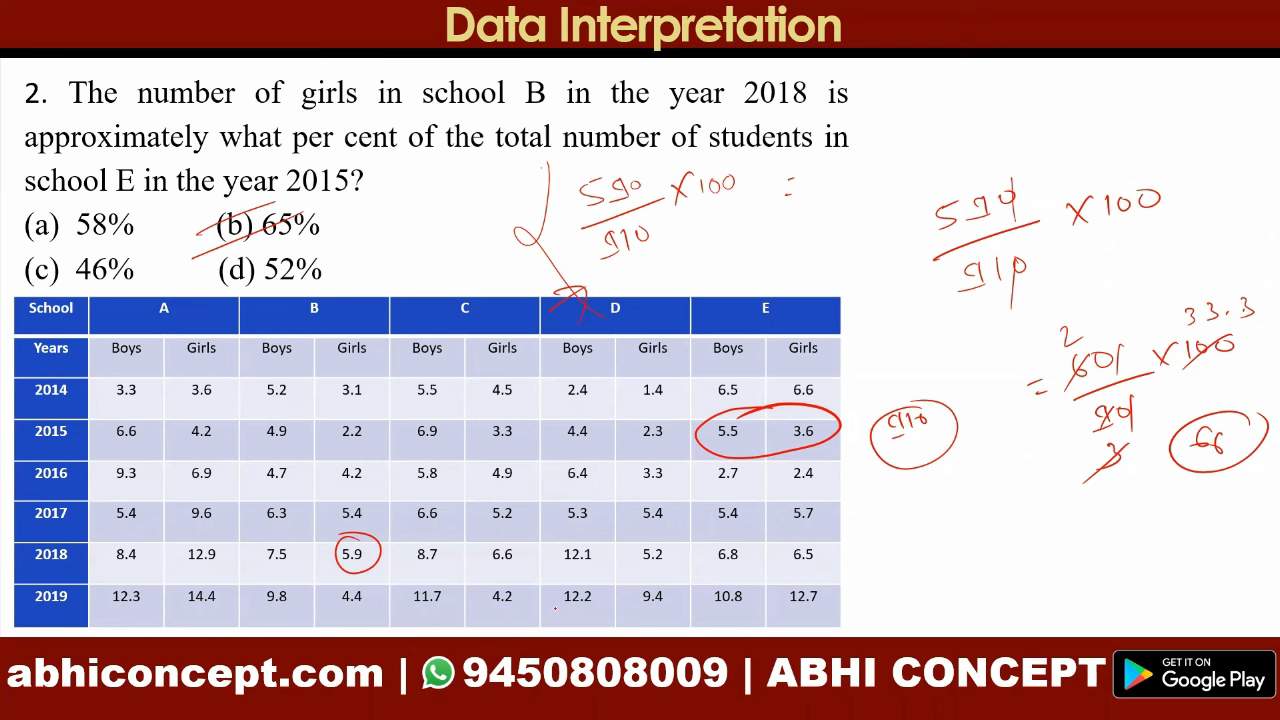 Data Interpretation
2. The number of girls in school B in the year 2018 is
approximately what per cent of the total number of students in
school E in the year 2015?
(a) 58% (b) 65%
(c) 46% (d) 52%
590 × 100 =
910
590 × 100
910
School A B C D E
Years Boys Girls Boys Girls Boys Girls Boys Girls Boys Girls
2014 3.3 3.6 5.2 3.1 5.5 4.5 2.4 1.4 6.5 6.6
2015 6.6 4.2 4.9 2.2 6.9 3.3 4.4 2.3 5.5 3.6
2016 9.3 6.9 4.7 4.2 5.8 4.9 6.4 3.3 2.7 2.4
2017 5.4 9.6 6.3 5.4 6.6 5.2 5.3 5.4 5.4 5.7
2018 8.4 12.9 7.5 5.9 8.7 6.6 12.1 5.2 6.8 6.5
2019 12.3 14.4 9.8 4.4 11.7 4.2 12.2 9.4 10.8 12.7
2 33.3
= 60 × 100
90
3
910
66
abhiconcept.com | 9450808009 | ABHI CONCEPT
GET IT ON
Google Play